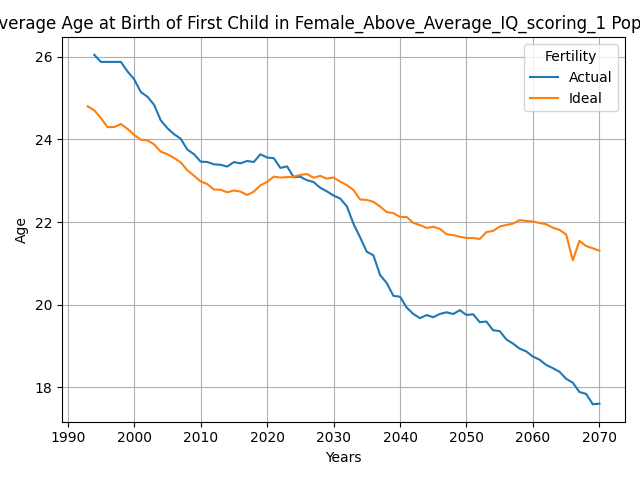 verage Age at Birth of First Child in Female_Above_Average_IQ_scoring_1 Pop
Fertility
Actual
Ideal
Age
26
24
22
20
18
1990
2000
2010
2020
2030
2040
2050
2060
2070
Years